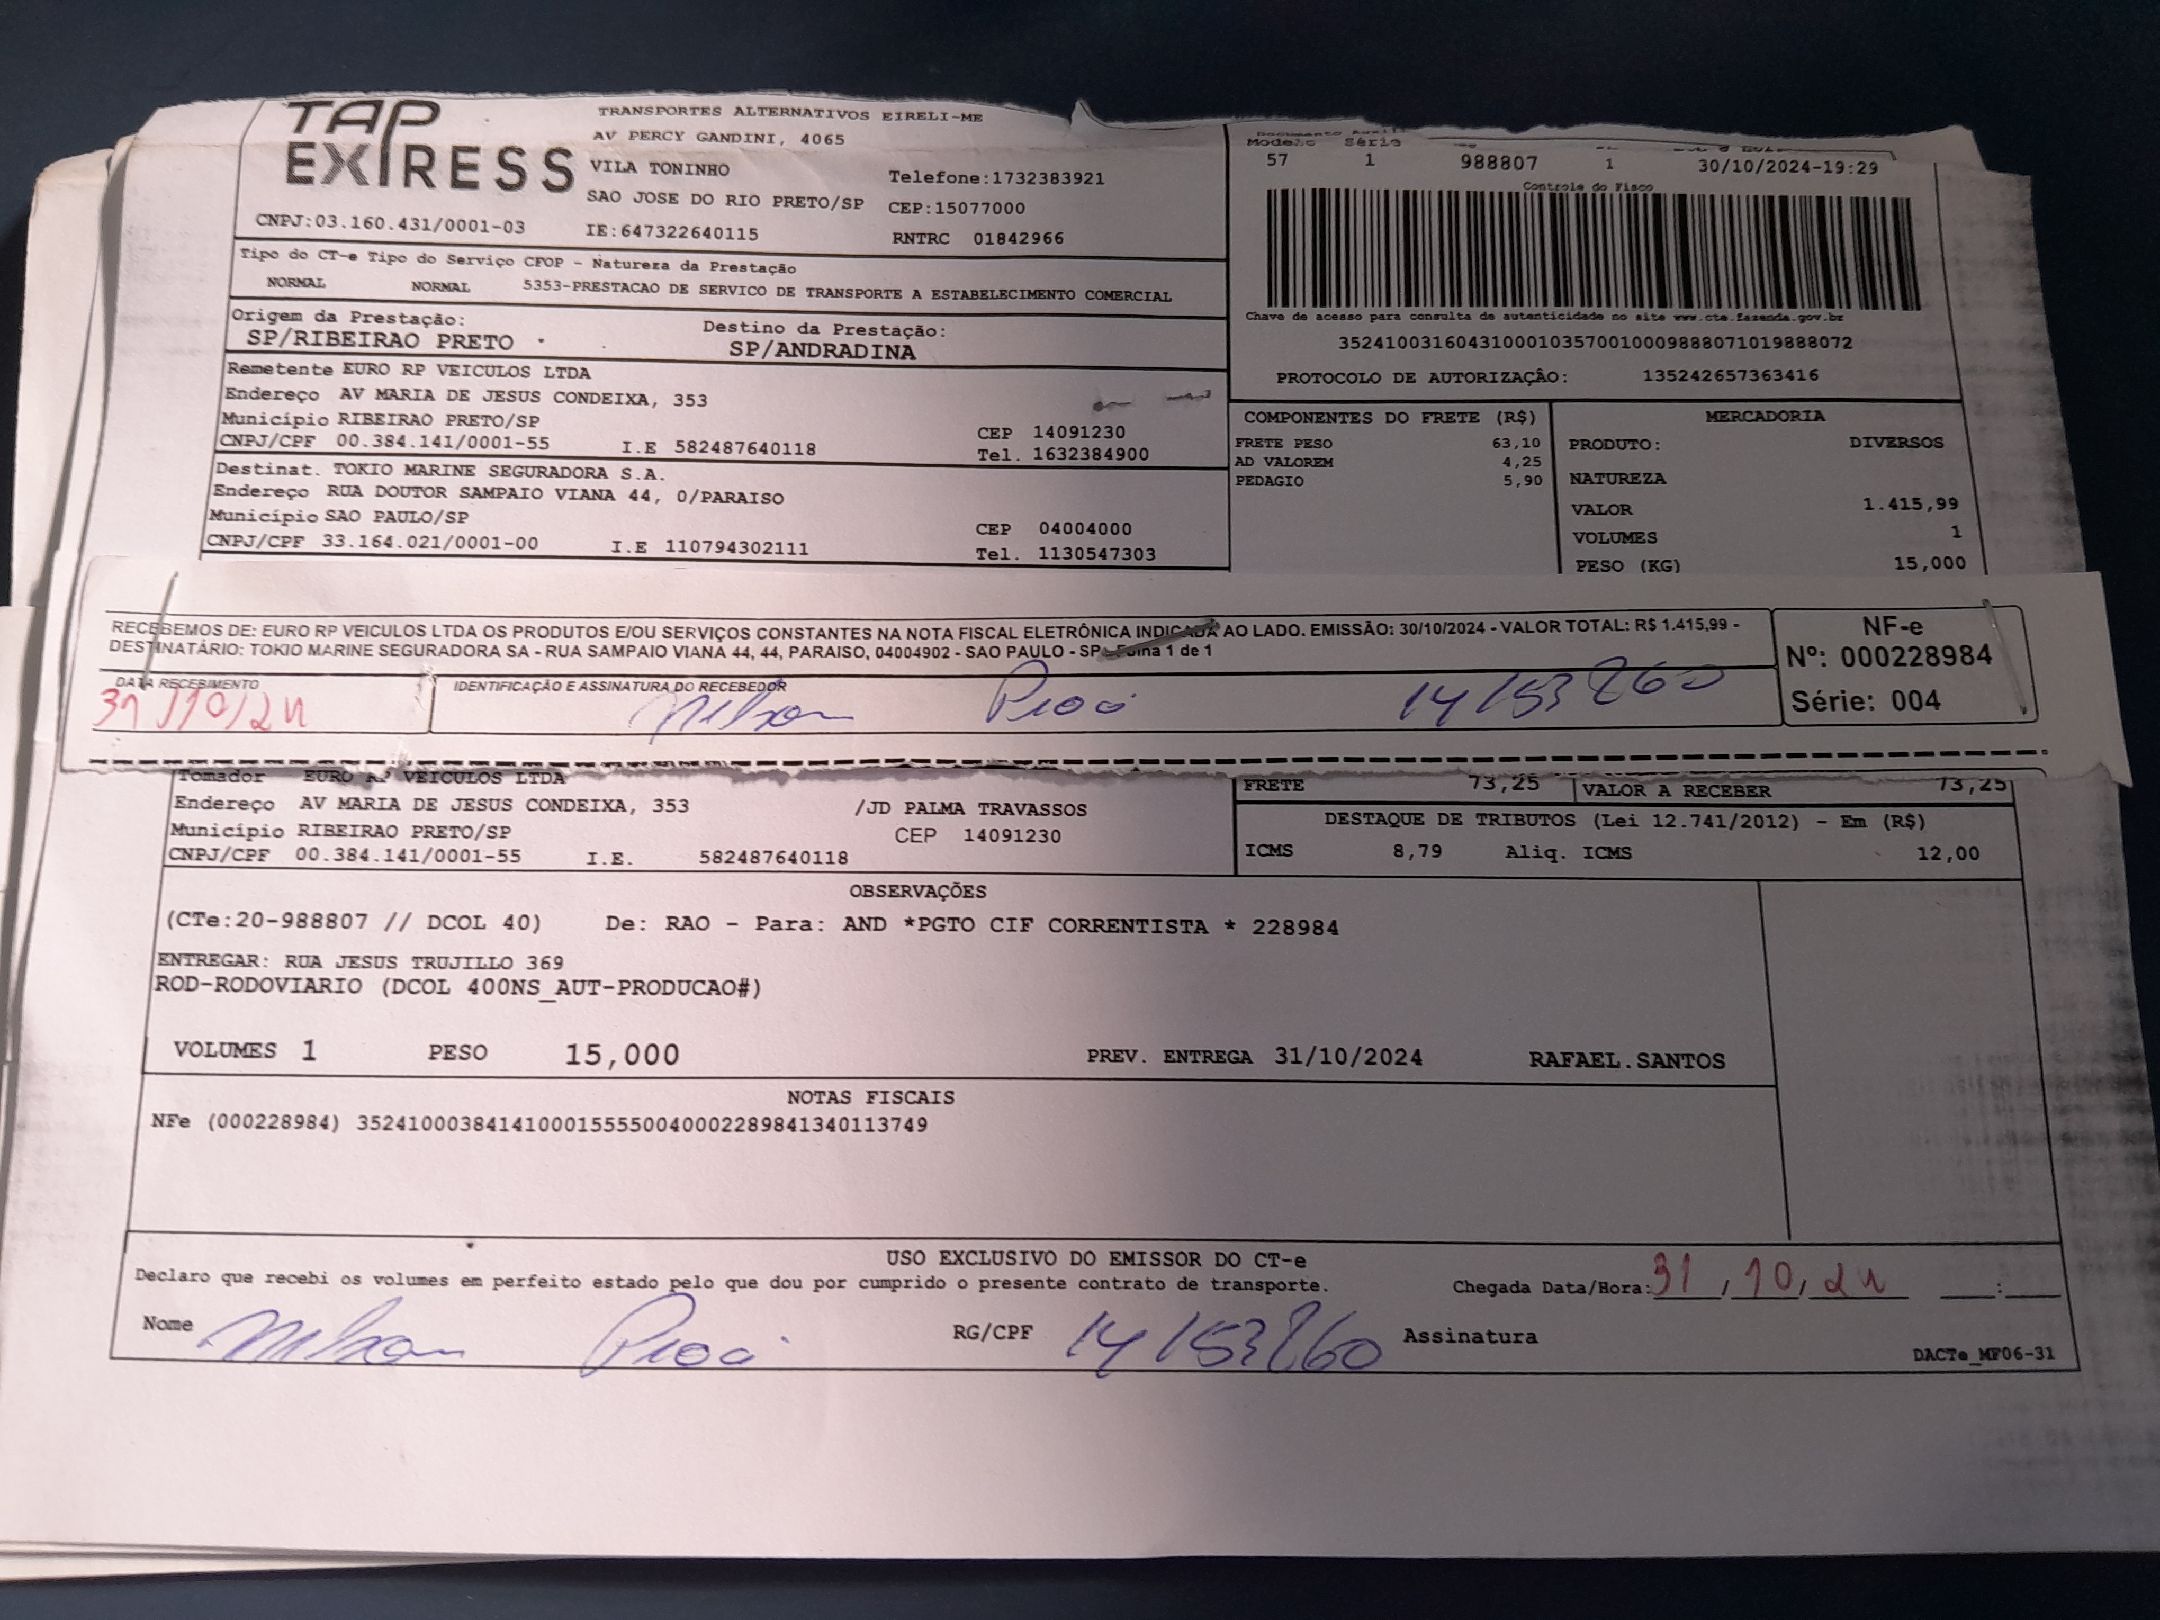 TAP
EXPRESS
TRANSPORTES ALTERNATIVOS EIRELI-ME
AV PERCY GANDINI, 4065
VILA TONINHO
Telefone:1732383921
SAO JOSE DO RIO PRETO/SP
CEP:15077000
CNPJ:03.160.431/0001-03
IE:647322640115
RNTRC 01842966
Modelo Série
57 1 988807 1 30/10/2024-19:29
Controle do Fisco
Tipo do CT-e Tipo do Serviço CFOP - Natureza da Prestação
NORMAL NORMAL 5353-PRESTACAO DE SERVICO DE TRANSPORTE A ESTABELECIMENTO COMERCIAL
Origem da Prestação: Destino da Prestação:
SP/RIBEIRAO PRETO SP/ANDRADINA
Chave de acesso para consulta de autenticidade no site www.cte.fazenda.gov.br
35241003160431000103570010009888071019888072
PROTOCOLO DE AUTORIZAÇÂO: 135242657363416
Remetente EURO RP VEICULOS LTDA
Endereço AV MARIA DE JESUS CONDEIXA, 353
Município RIBEIRAO PRETO/SP CEP 14091230
CNPJ/CPF 00.384.141/0001-55 I.E 582487640118 Tel. 1632384900
Destinat. TOKIO MARINE SEGURADORA S.A.
Endereço RUA DOUTOR SAMPAIO VIANA 44, 0/PARAISO
Município SAO PAULO/SP CEP 04004000
CNPJ/CPF 33.164.021/0001-00 I.E 110794302111 Tel. 1130547303
COMPONENTES DO FRETE (R$)
FRETE PESO 63,10
AD VALOREM 4,25
PEDAGIO 5,90
MERCADORIA
PRODUTO: DIVERSOS
NATUREZA
VALOR 1.415,99
VOLUMES 1
PESO (KG) 15,000
RECEBEMOS DE: EURO RP VEICULOS LTDA OS PRODUTOS E/OU SERVIÇOS CONSTANTES NA NOTA FISCAL ELETRÔNICA INDICADA AO LADO. EMISSÃO: 30/10/2024 - VALOR TOTAL: R$ 1.415,99 -
DESTINATÁRIO: TOKIO MARINE SEGURADORA SA - RUA SAMPAIO VIANA 44, 44, PARAISO, 04004902 - SAO PAULO - SP - Folha 1 de 1
NF-e
Nº: 000228984
Série: 004
DATA RECEBIMENTO
31/10/24
IDENTIFICAÇÃO E ASSINATURA DO RECEBEDOR
Nilson
Tomador EURO RP VEICULOS LTDA
Endereço AV MARIA DE JESUS CONDEIXA, 353 /JD PALMA TRAVASSOS
Município RIBEIRAO PRETO/SP CEP 14091230
CNPJ/CPF 00.384.141/0001-55 I.E. 582487640118
FRETE 73,25 VALOR A RECEBER 73,25
DESTAQUE DE TRIBUTOS (Lei 12.741/2012) - Em (R$)
ICMS 8,79 Aliq. ICMS 12,00
OBSERVAÇÕES
(CTe:20-988807 // DCOL 40) De: RAO - Para: AND *PGTO CIF CORRENTISTA * 228984
ENTREGAR: RUA JESUS TRUJILLO 369
ROD-RODOVIARIO (DCOL 400NS_AUT-PRODUCAO#)
VOLUMES 1 PESO 15,000 PREV. ENTREGA 31/10/2024 RAFAEL.SANTOS
NOTAS FISCAIS
NFe (000228984) 35241000384141000155550040002289841340113749
USO EXCLUSIVO DO EMISSOR DO CT-e
Declaro que recebi os volumes em perfeito estado pelo que dou por cumprido o presente contrato de transporte.
Chegada Data/Hora: 31, 10, 24 :
Nome Nilson RG/CPF Assinatura
DACTe_MF06-31